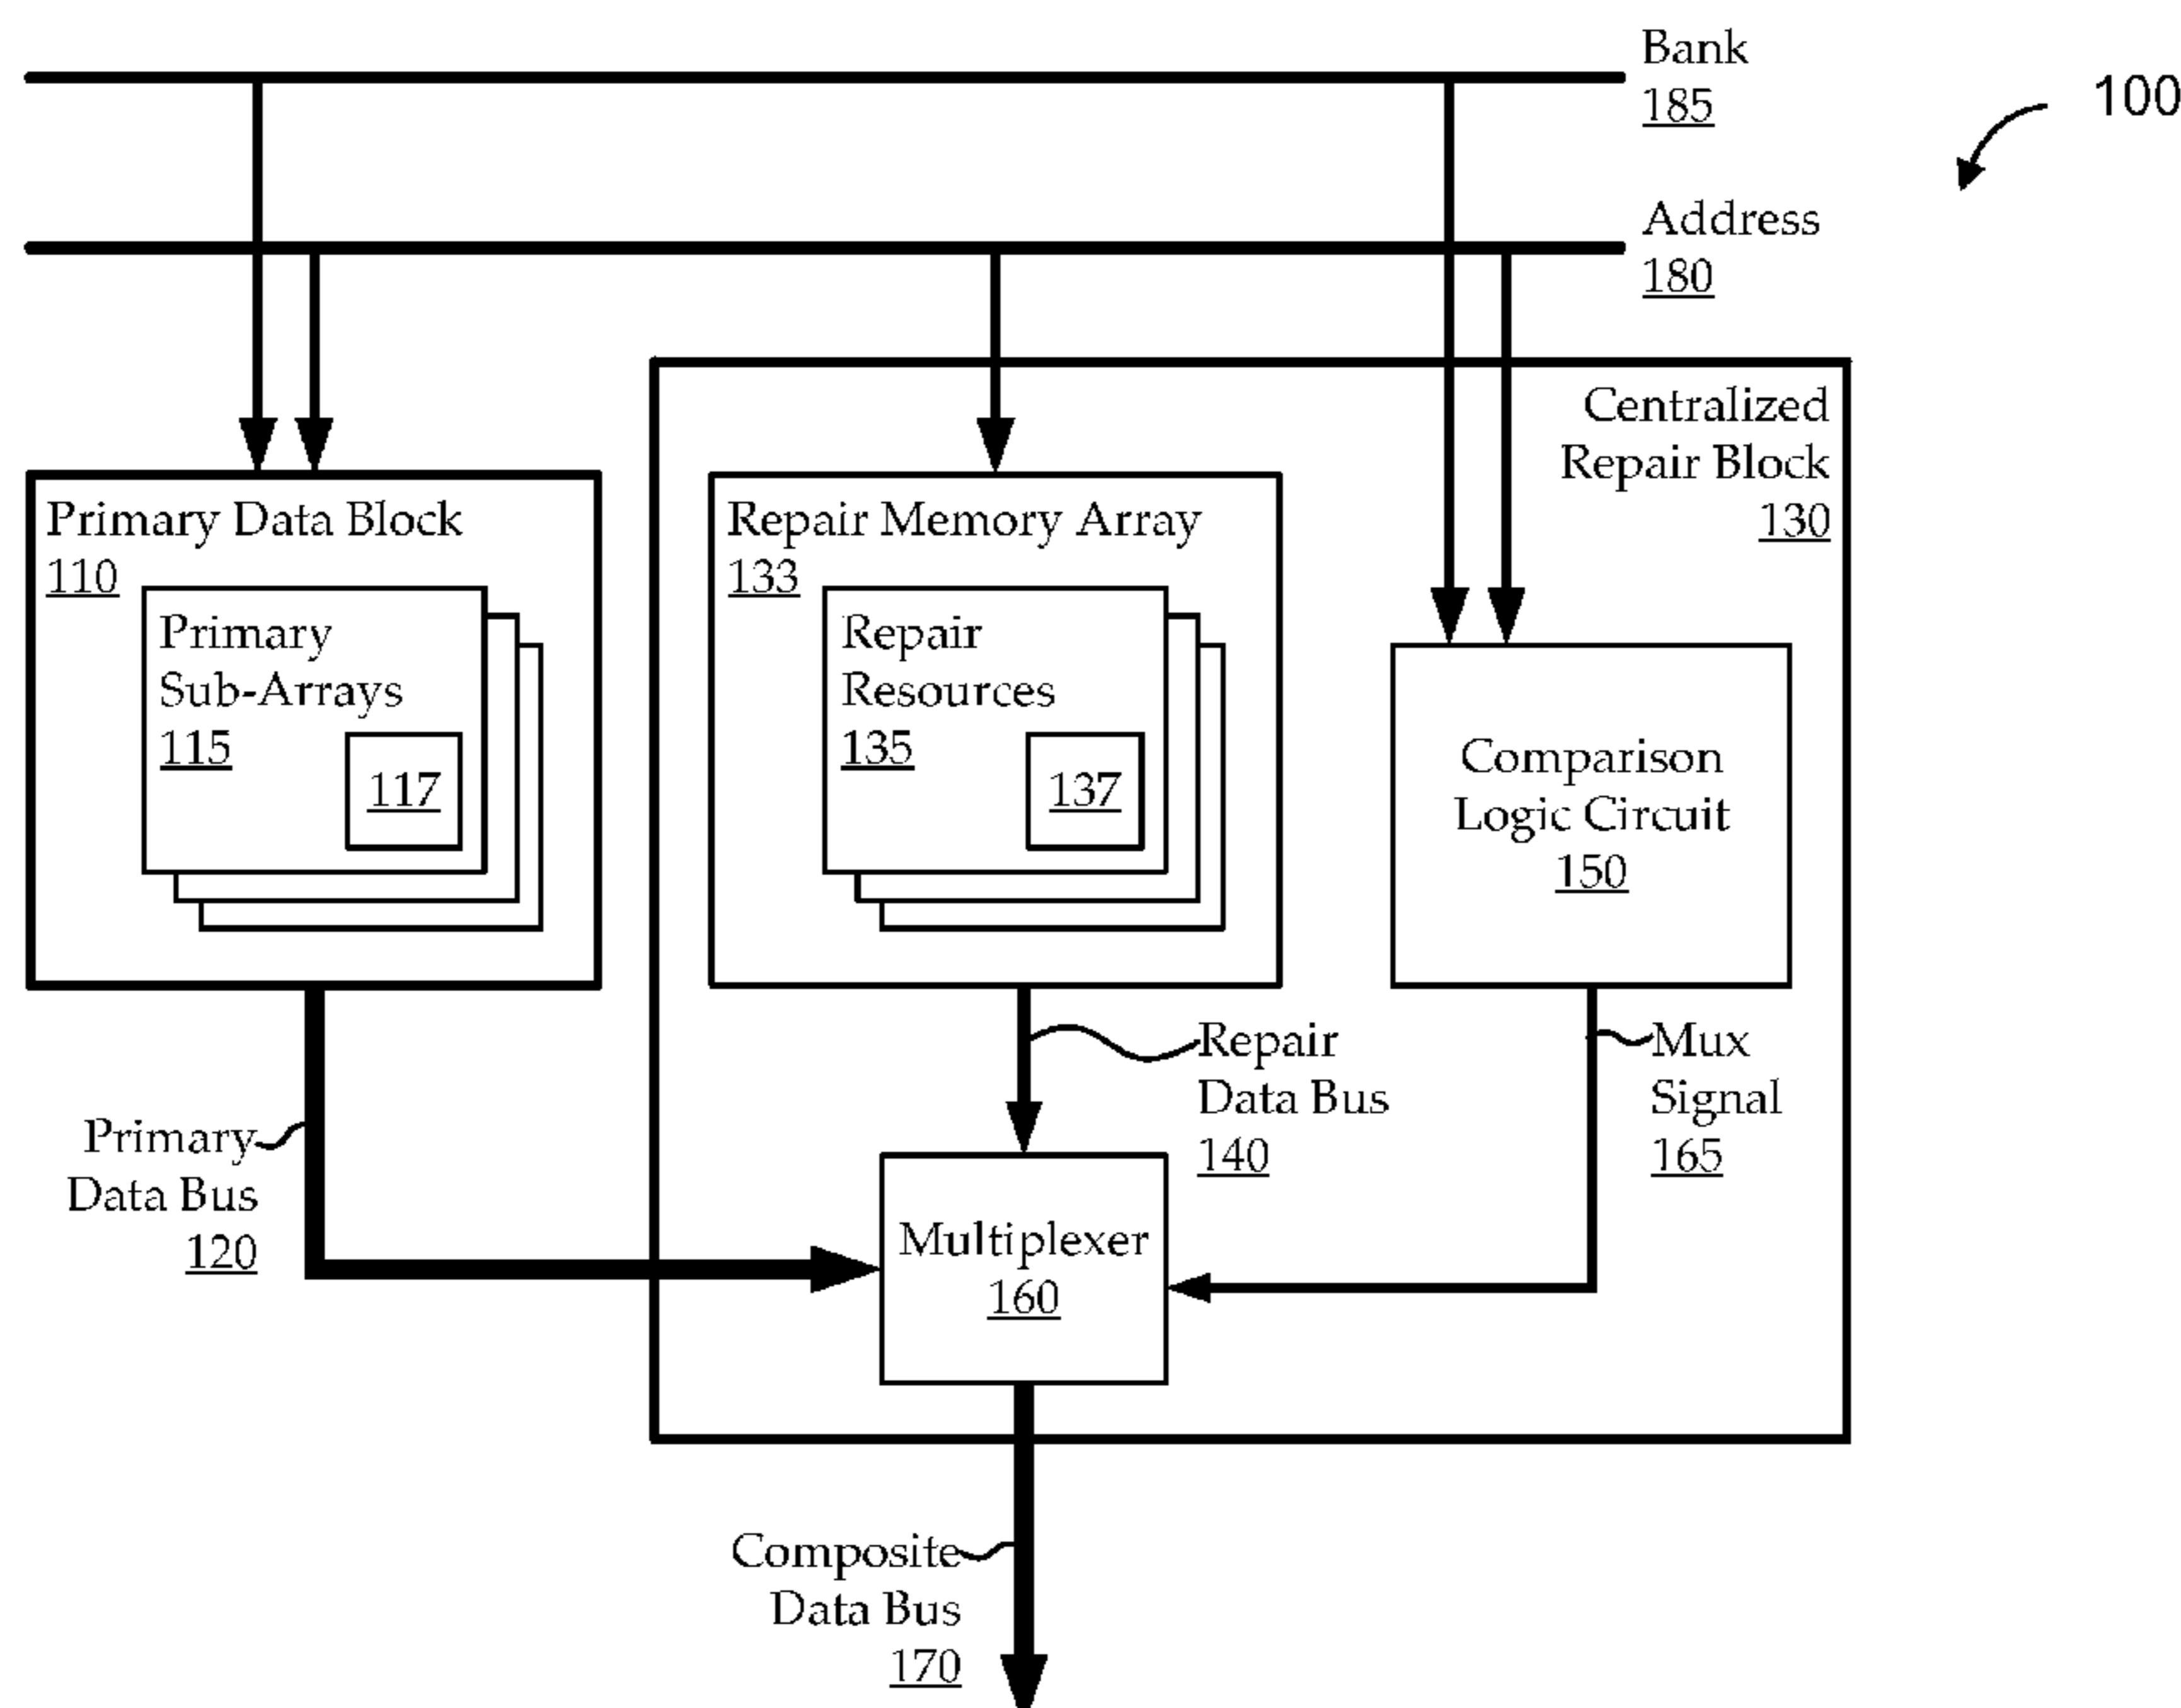 Bank
185
100
Address
180
Centralized
Repair Block
130
Primary Data Block
110
Primary
Sub-Arrays
115
117
Repair Memory Array
133
Repair
Resources
135
137
Comparison
Logic Circuit
150
Repair
Data Bus
140
Mux
Signal
165
Primary
Data Bus
120
Multiplexer
160
Composite
Data Bus
170